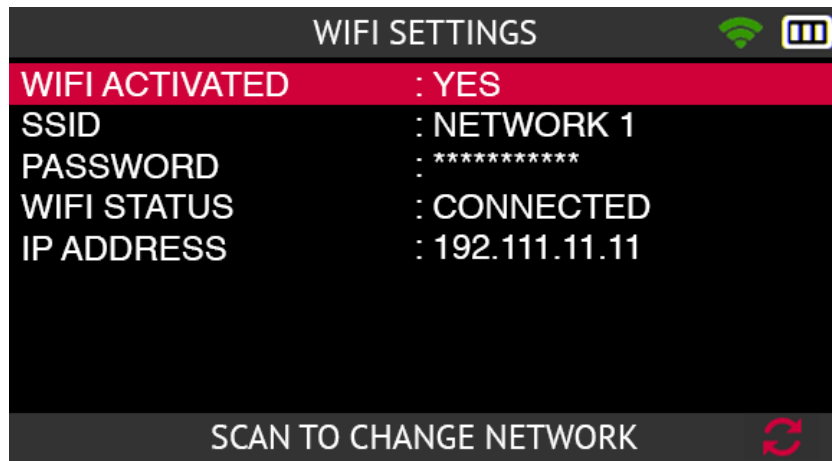 WIFI SETTINGS
WIFI ACTIVATED : YES
SSID : NETWORK 1
PASSWORD : ***********
WIFI STATUS : CONNECTED
IP ADDRESS : 192.111.11.11
SCAN TO CHANGE NETWORK